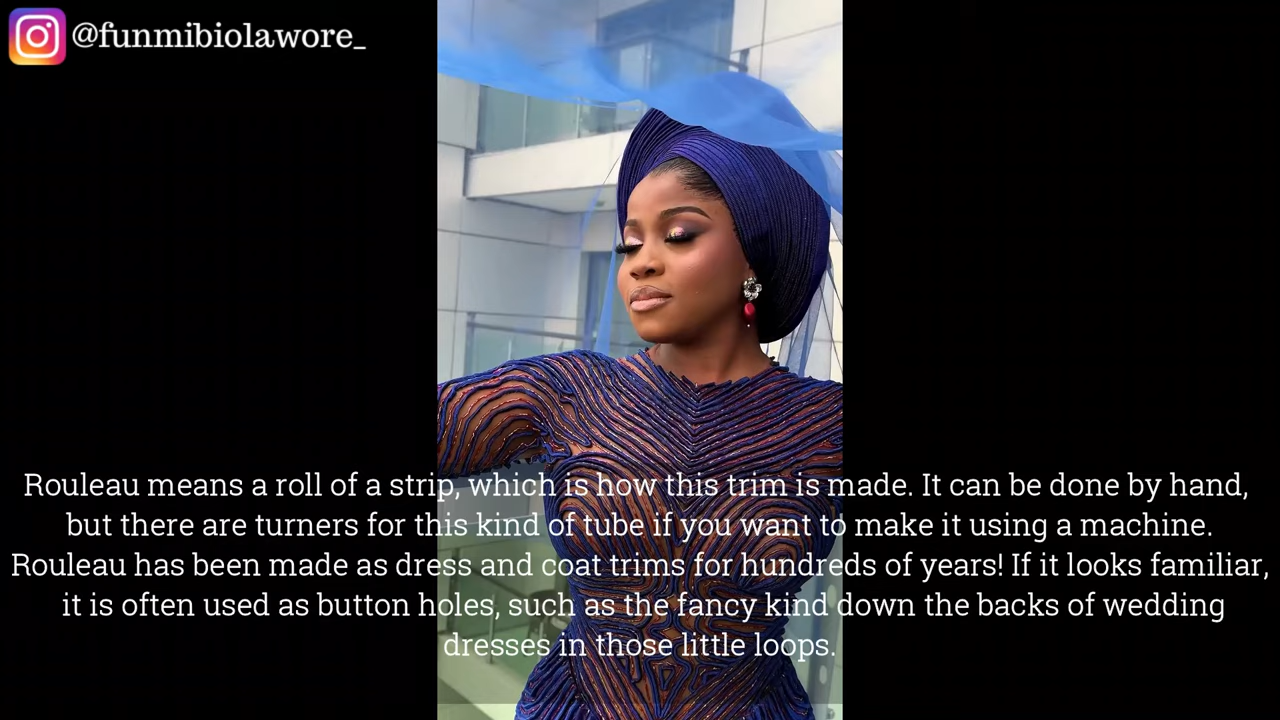 @funmibiolawore_
Rouleau means a roll of a strip, which is how this trim is made. It can be done by hand,
but there are turners for this kind of tube if you want to make it using a machine.
Rouleau has been made as dress and coat trims for hundreds of years! If it looks familiar,
it is often used as button holes, such as the fancy kind down the backs of wedding
dresses in those little loops.